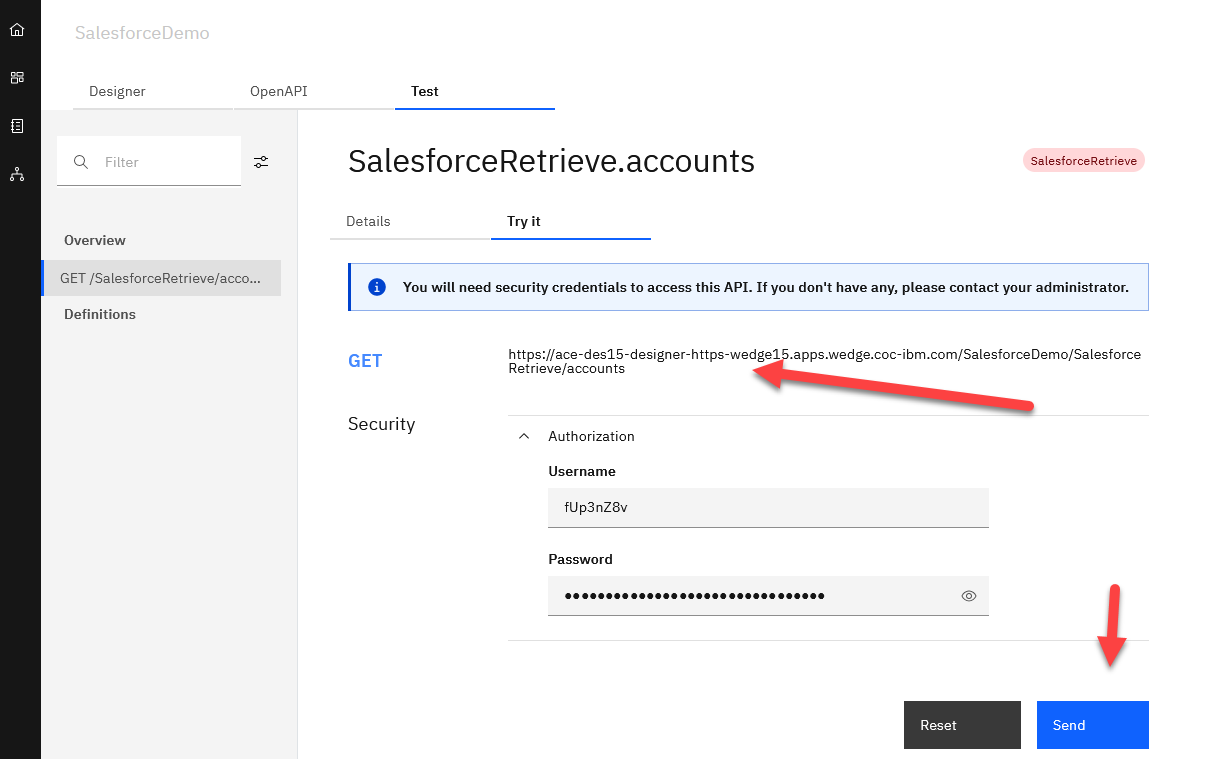 SalesforceDemo
Designer
OpenAPI
Test
Filter
Overview
GET /SalesforceRetrieve/acco...
Definitions
SalesforceRetrieve.accounts
SalesforceRetrieve
Details
Try it
You will need security credentials to access this API. If you don't have any, please contact your administrator.
GET
https://ace-des15-designer-https-wedge15.apps.wedge.coc-ibm.com/SalesforceDemo/Salesforce
Retrieve/accounts
Security
Authorization
Username
fUp3nZ8v
Password
••••••••••••••••••••••••••••••••
Reset
Send